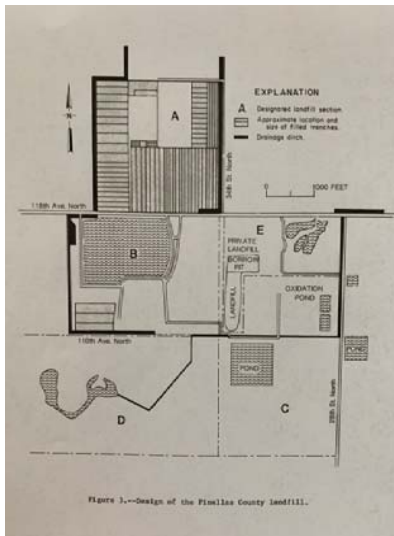 EXPLANATION
A Designated landfill section.
Approximate location and
size of filled trenches.
Drainage ditch.
N
A
34th St. North
0 1000 FEET
118th Ave. North
B
E
PRIVATE
LANDFILL
BORROW
PIT
LANDFILL
OXIDATION
POND
110th Ave. North
POND
POND
28th St. North
D
C
Figure 3.--Design of the Pinellas County landfill.